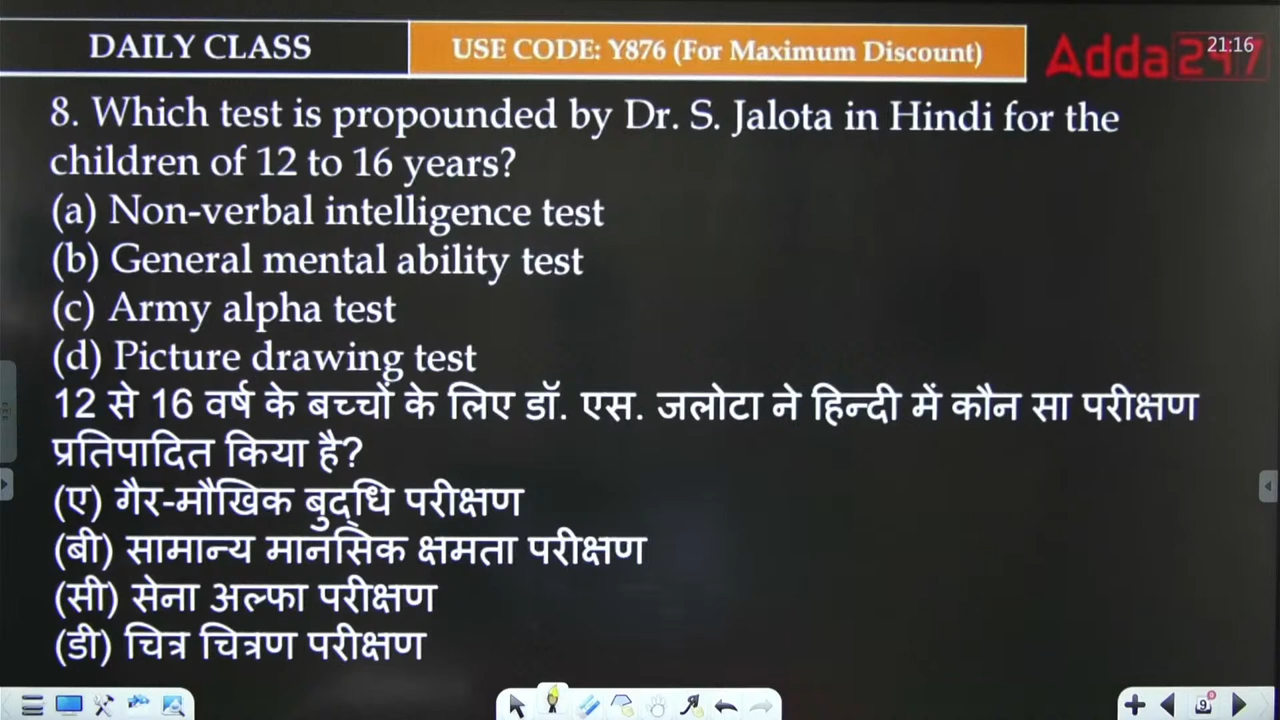 DAILY CLASS
USE CODE: Y876 (For Maximum Discount)
Adda247
21:16
8. Which test is propounded by Dr. S. Jalota in Hindi for the
children of 12 to 16 years?
(a) Non-verbal intelligence test
(b) General mental ability test
(c) Army alpha test
(d) Picture drawing test
12 से 16 वर्ष के बच्चों के लिए डॉ. एस. जलोटा ने हिन्दी में कौन सा परीक्षण
प्रतिपादित किया है?
(ए) गैर-मौखिक बुद्धि परीक्षण
(बी) सामान्य मानसिक क्षमता परीक्षण
(सी) सेना अल्फा परीक्षण
(डी) चित्र चित्रण परीक्षण
9